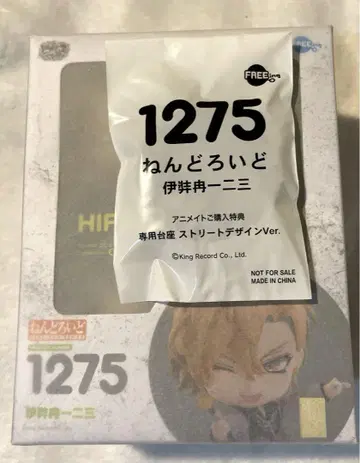 FREEing
1275
ねんどろいど
伊弉冉一二三
アニメイトご購入特典
専用台座 ストリートデザインVer.
©King Record Co., Ltd.
NOT FOR SALE
MADE IN CHINA
HIF
ねんどろいど
1275
伊弉冉一二三